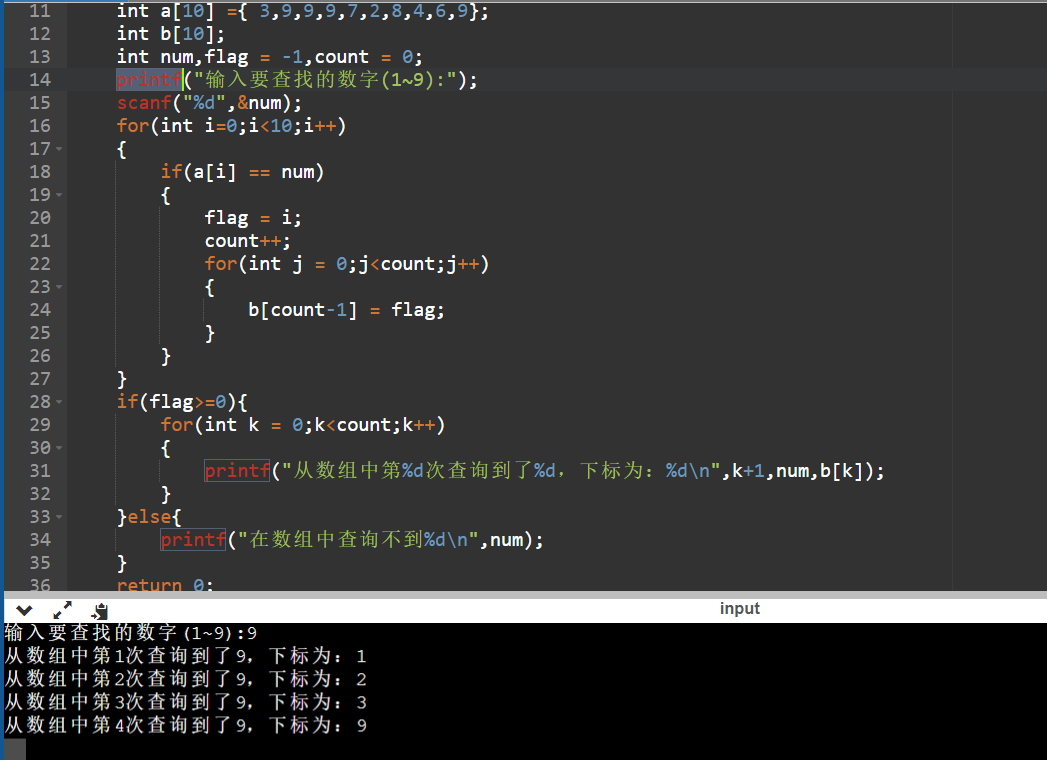 11 int a[10] ={ 3,9,9,9,7,2,8,4,6,9};
12 int b[10];
13 int num,flag = -1,count = 0;
14 printf("输入要查找的数字(1~9):");
15 scanf("%d",&num);
16 for(int i=0;i<10;i++)
17 {
18 if(a[i] == num)
19 {
20 flag = i;
21 count++;
22 for(int j = 0;j<count;j++)
23 {
24 b[count-1] = flag;
25 }
26 }
27 }
28 if(flag>=0){
29 for(int k = 0;k<count;k++)
30 {
31 printf("从数组中第%d次查询到了%d，下标为：%d\n",k+1,num,b[k]);
32 }
33 }else{
34 printf("在数组中查询不到%d\n",num);
35 }
36 return 0;
input
输入要查找的数字(1~9):9
从数组中第1次查询到了9，下标为：1
从数组中第2次查询到了9，下标为：2
从数组中第3次查询到了9，下标为：3
从数组中第4次查询到了9，下标为：9